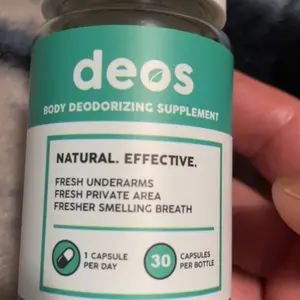 deos
BODY DEODORIZING SUPPLEMENT
NATURAL. EFFECTIVE.
FRESH UNDERARMS
FRESH PRIVATE AREA
FRESHER SMELLING BREATH
1 CAPSULE
PER DAY
30
CAPSULES
PER BOTTLE